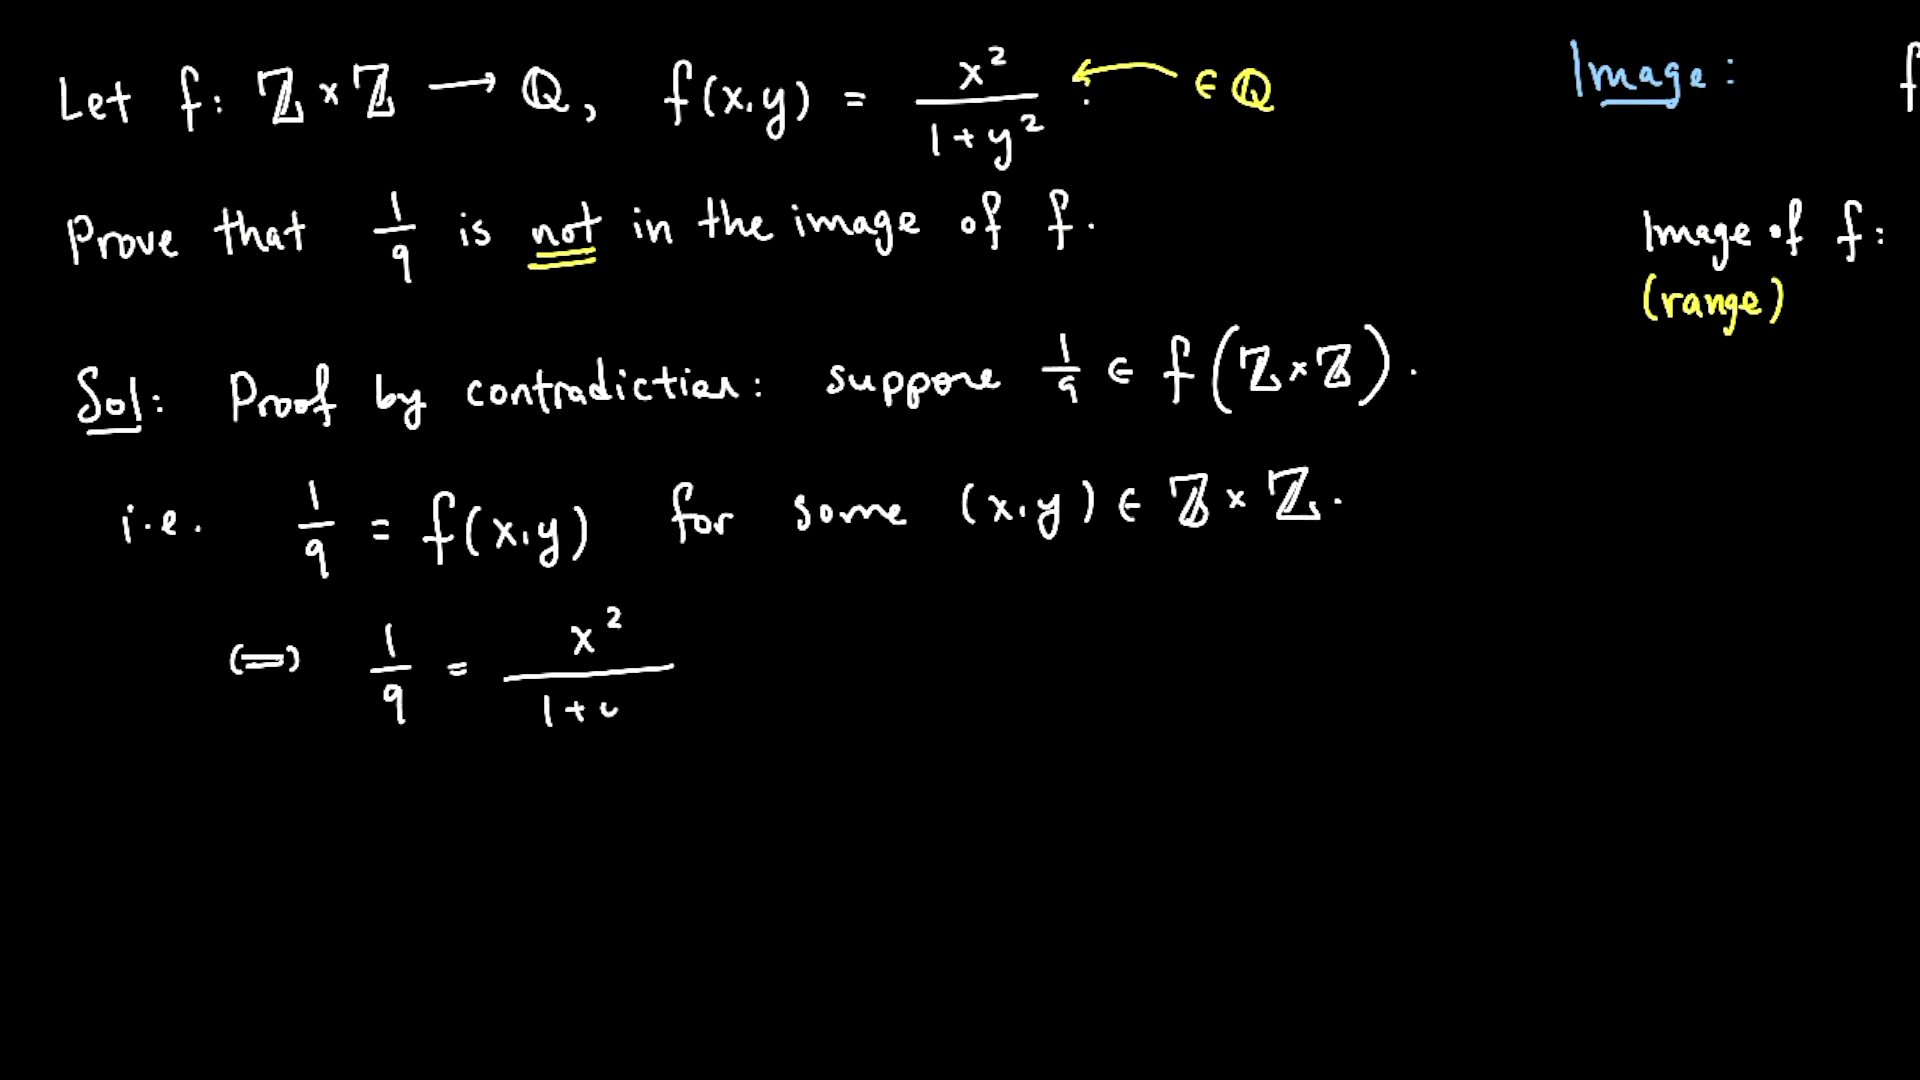 Let f: ℤ × ℤ → ℚ, f(x,y) = x²/(1+y²). ← ∈ ℚ
Prove that 1/9 is not in the image of f.
Sol: Proof by contradiction: suppose 1/9 ∈ f(ℤ×ℤ).
i.e. 1/9 = f(x,y) for some (x,y) ∈ ℤ × ℤ.
⟺ 1/9 = x²/(1+
Image: f
Image of f:
(range)